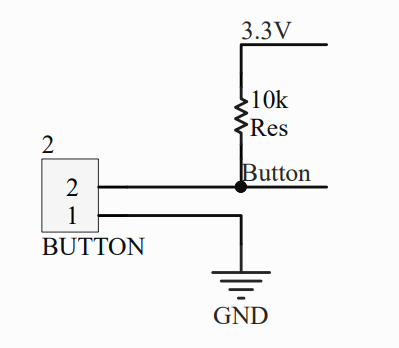 3.3V
10k
Res
2
Button
2
1
BUTTON
GND